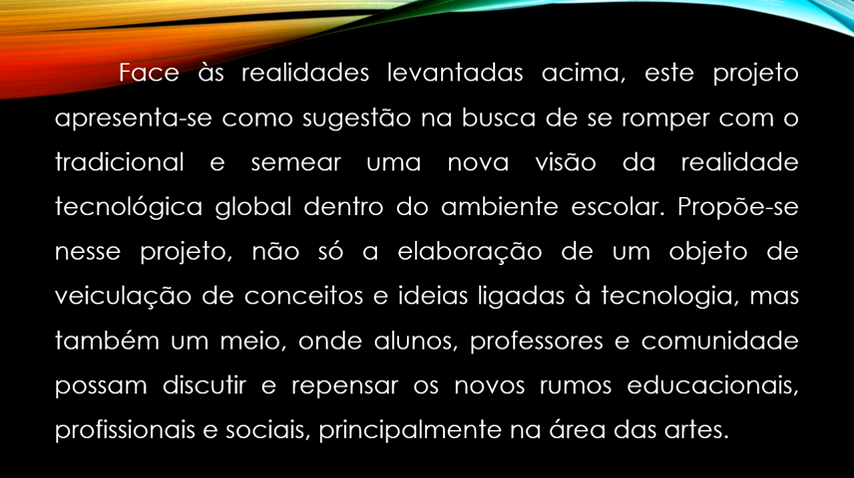 Face às realidades levantadas acima, este projeto
apresenta-se como sugestão na busca de se romper com o
tradicional e semear uma nova visão da realidade
tecnológica global dentro do ambiente escolar. Propõe-se
nesse projeto, não só a elaboração de um objeto de
veiculação de conceitos e ideias ligadas à tecnologia, mas
também um meio, onde alunos, professores e comunidade
possam discutir e repensar os novos rumos educacionais,
profissionais e sociais, principalmente na área das artes.